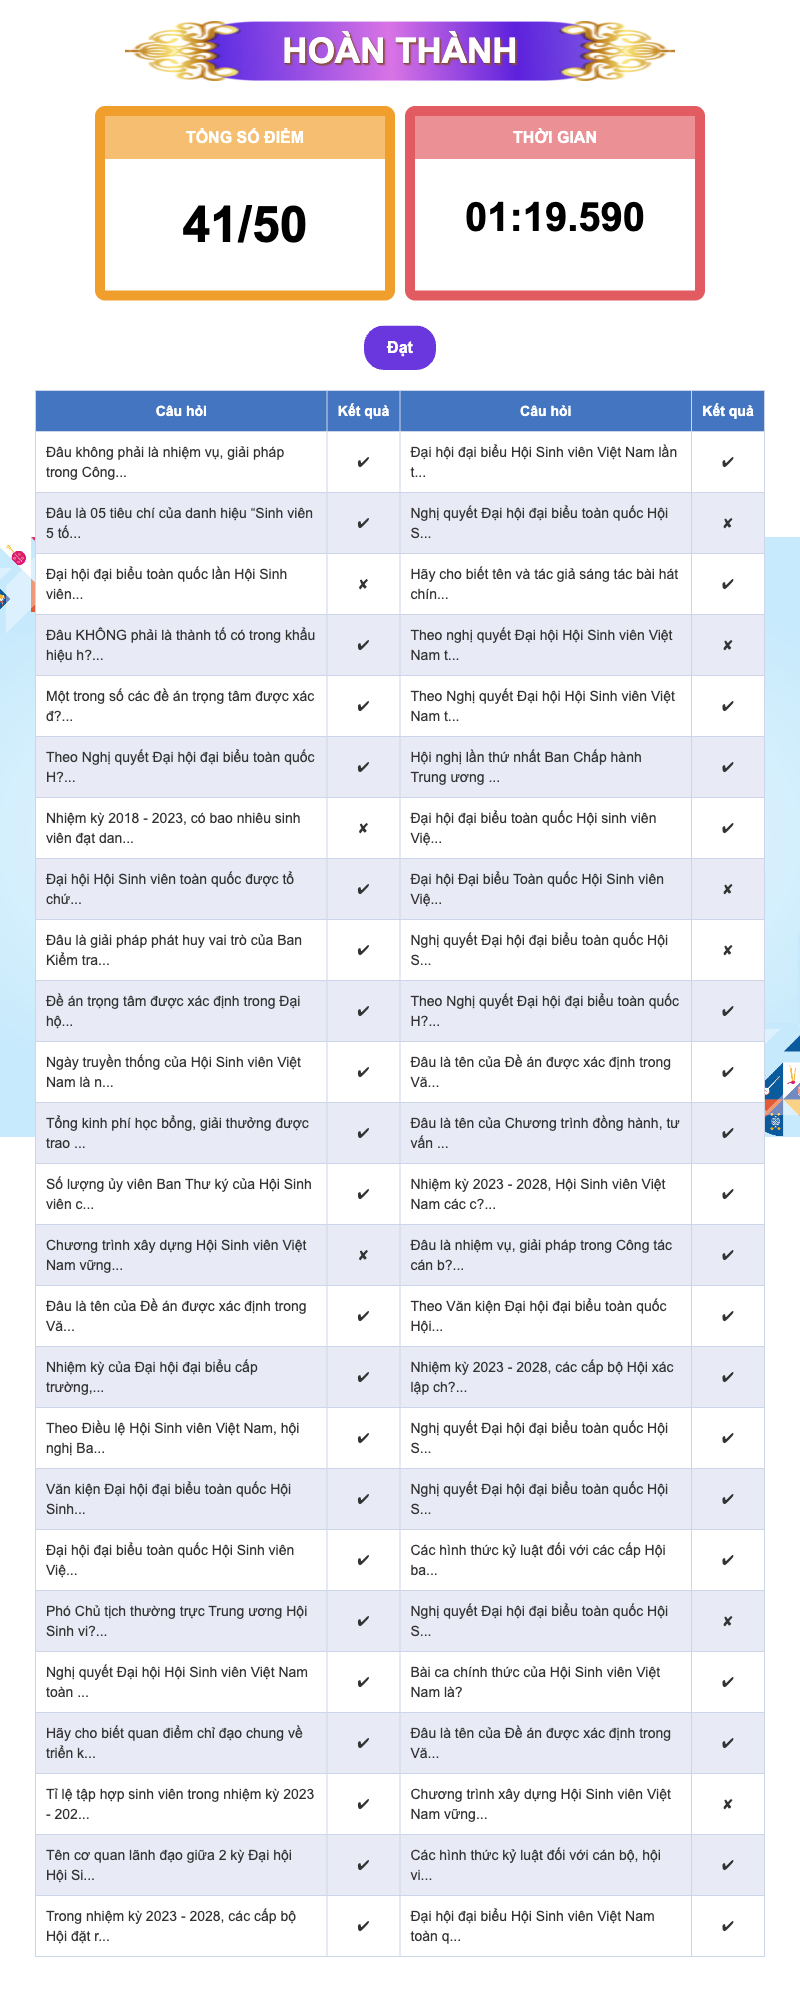 HOÀN THÀNH
TỔNG SỐ ĐIỂM
THỜI GIAN
41/50
01:19.590
Đạt
Câu hỏi Kết quả Câu hỏi Kết quả
Đâu không phải là nhiệm vụ, giải pháp
trong Công...
✔
Đại hội đại biểu Hội Sinh viên Việt Nam lần
t...
✔
Đâu là 05 tiêu chí của danh hiệu “Sinh viên
5 tố...
✔
Nghị quyết Đại hội đại biểu toàn quốc Hội
S...
✘
Đại hội đại biểu toàn quốc lần Hội Sinh
viên...
✘
Hãy cho biết tên và tác giả sáng tác bài hát
chín...
✔
Đâu KHÔNG phải là thành tố có trong khẩu
hiệu h?...
✔
Theo nghị quyết Đại hội Hội Sinh viên Việt
Nam t...
✘
Một trong số các đề án trọng tâm được xác
đ?...
✔
Theo Nghị quyết Đại hội Hội Sinh viên Việt
Nam t...
✔
Theo Nghị quyết Đại hội đại biểu toàn quốc
H?...
✔
Hội nghị lần thứ nhất Ban Chấp hành
Trung ương ...
✔
Nhiệm kỳ 2018 - 2023, có bao nhiêu sinh
viên đạt dan...
✘
Đại hội đại biểu toàn quốc Hội sinh viên
Việ...
✔
Đại hội Hội Sinh viên toàn quốc được tổ
chứ...
✔
Đại hội Đại biểu Toàn quốc Hội Sinh viên
Việ...
✘
Đâu là giải pháp phát huy vai trò của Ban
Kiểm tra...
✔
Nghị quyết Đại hội đại biểu toàn quốc Hội
S...
✘
Đề án trọng tâm được xác định trong Đại
hộ...
✔
Theo Nghị quyết Đại hội đại biểu toàn quốc
H?...
✔
Ngày truyền thống của Hội Sinh viên Việt
Nam là n...
✔
Đâu là tên của Đề án được xác định trong
Vă...
✔
Tổng kinh phí học bổng, giải thưởng được
trao ...
✔
Đâu là tên của Chương trình đồng hành, tư
vấn ...
✔
Số lượng ủy viên Ban Thư ký của Hội Sinh
viên c...
✔
Nhiệm kỳ 2023 - 2028, Hội Sinh viên Việt
Nam các c?...
✔
Chương trình xây dựng Hội Sinh viên Việt
Nam vững...
✘
Đâu là nhiệm vụ, giải pháp trong Công tác
cán b?...
✔
Đâu là tên của Đề án được xác định trong
Vă...
✔
Theo Văn kiện Đại hội đại biểu toàn quốc
Hội...
✔
Nhiệm kỳ của Đại hội đại biểu cấp
trường,...
✔
Nhiệm kỳ 2023 - 2028, các cấp bộ Hội xác
lập ch?...
✔
Theo Điều lệ Hội Sinh viên Việt Nam, hội
nghị Ba...
✔
Nghị quyết Đại hội đại biểu toàn quốc Hội
S...
✔
Văn kiện Đại hội đại biểu toàn quốc Hội
Sinh...
✔
Nghị quyết Đại hội đại biểu toàn quốc Hội
S...
✔
Đại hội đại biểu toàn quốc Hội Sinh viên
Việ...
✔
Các hình thức kỷ luật đối với các cấp Hội
ba...
✔
Phó Chủ tịch thường trực Trung ương Hội
Sinh vi?...
✔
Nghị quyết Đại hội đại biểu toàn quốc Hội
S...
✘
Nghị quyết Đại hội Hội Sinh viên Việt Nam
toàn ...
✔
Bài ca chính thức của Hội Sinh viên Việt
Nam là?
✔
Hãy cho biết quan điểm chỉ đạo chung về
triển k...
✔
Đâu là tên của Đề án được xác định trong
Vă...
✔
Tỉ lệ tập hợp sinh viên trong nhiệm kỳ 2023
- 202...
✔
Chương trình xây dựng Hội Sinh viên Việt
Nam vững...
✘
Tên cơ quan lãnh đạo giữa 2 kỳ Đại hội
Hội Si...
✔
Các hình thức kỷ luật đối với cán bộ, hội
vi...
✔
Trong nhiệm kỳ 2023 - 2028, các cấp bộ
Hội đặt r...
✔
Đại hội đại biểu Hội Sinh viên Việt Nam
toàn q...
✔